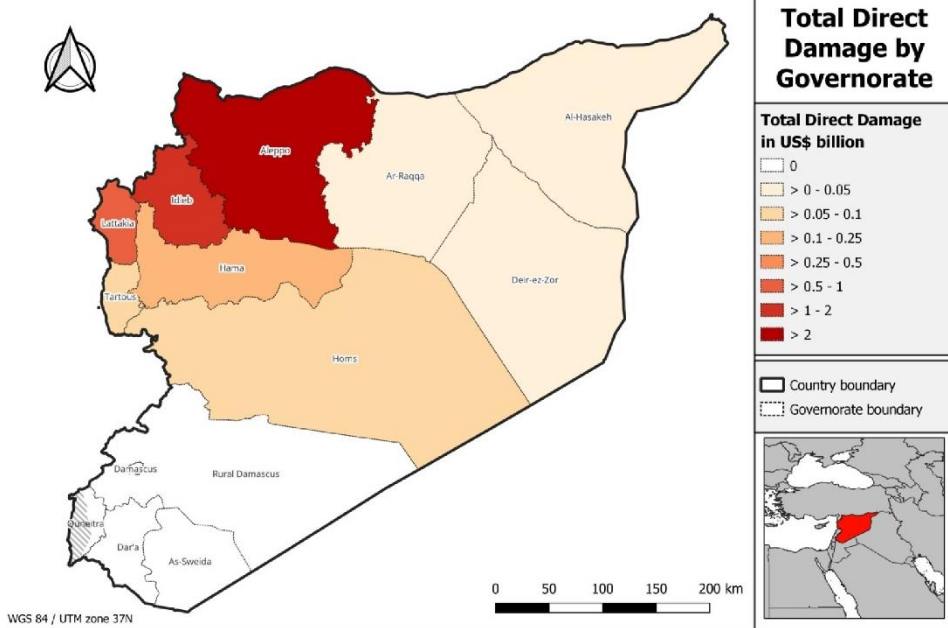 Total Direct
Damage by
Governorate
Total Direct Damage
in US$ billion
0
> 0 - 0.05
> 0.05 - 0.1
> 0.1 - 0.25
> 0.25 - 0.5
> 0.5 - 1
> 1 - 2
> 2
Country boundary
Governorate boundary
Al-Hasakeh
Aleppo
Ar-Raqqa
Idleb
Lattakia
Hama
Deir-ez-Zor
Tartous
Homs
Damascus
Rural Damascus
Quneitra
Dar'a
As-Sweida
0 50 100 150 200 km
WGS 84 / UTM zone 37N